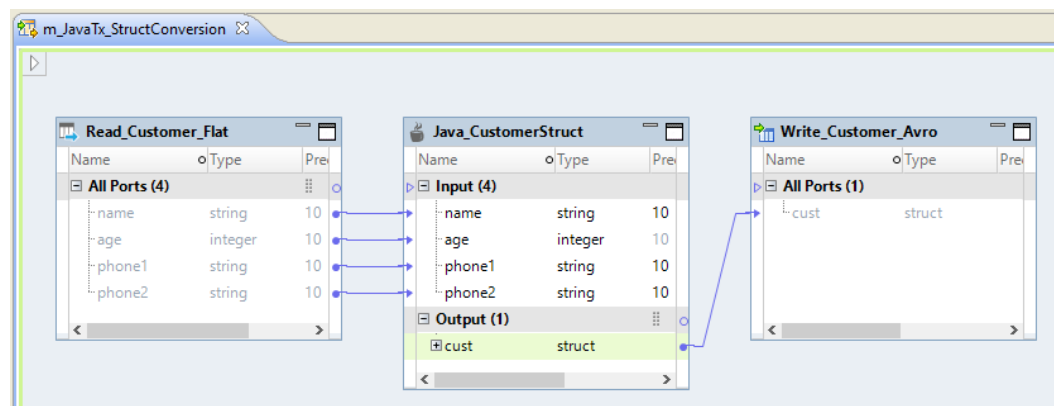 m_JavaTx_StructConversion
Read_Customer_Flat
Name Type Pre
All Ports (4)
name string 10
age integer 10
phone1 string 10
phone2 string 10
Java_CustomerStruct
Name Type Pre
Input (4)
name string 10
age integer 10
phone1 string 10
phone2 string 10
Output (1)
cust struct
Write_Customer_Avro
Name Type Pre
All Ports (1)
cust struct